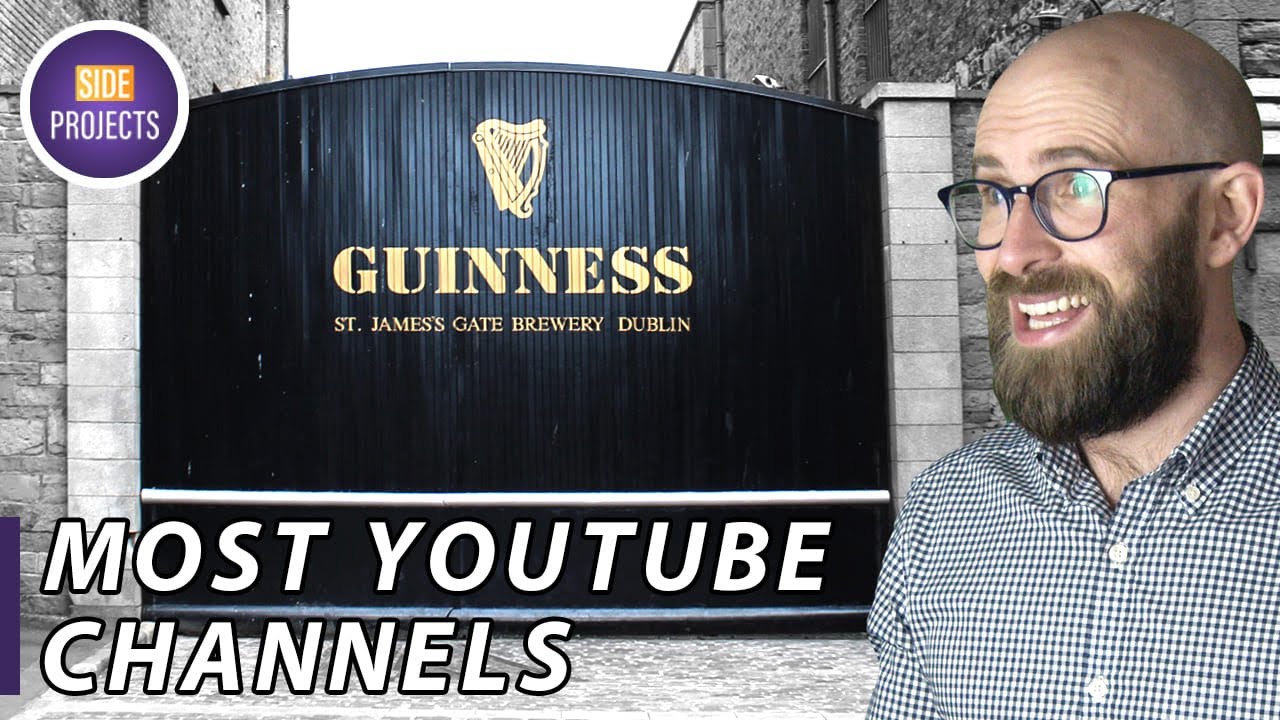 SIDE
PROJECTS
GUINNESS
ST. JAMES'S GATE BREWERY DUBLIN
MOST YOUTUBE
CHANNELS